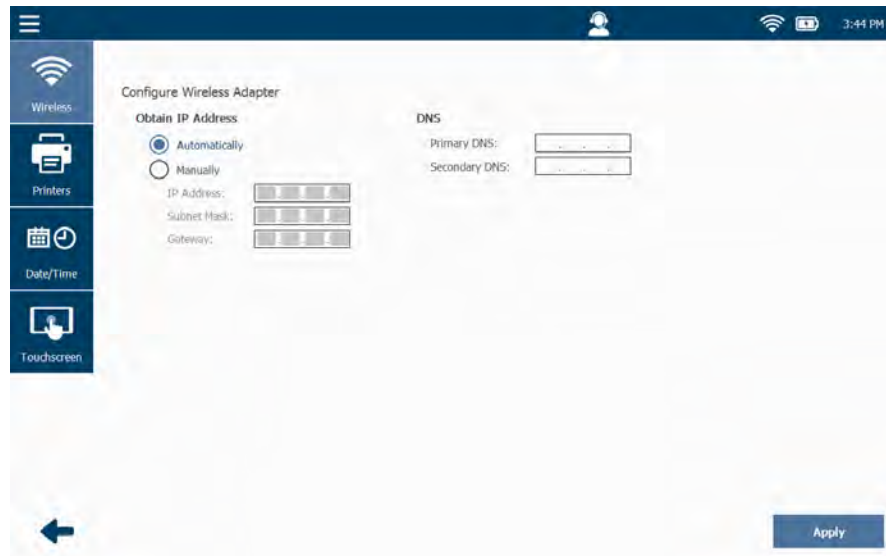 3:44 PM
Wireless
Printers
Date/Time
Touchscreen
Configure Wireless Adapter
Obtain IP Address
Automatically
Manually
IP Address:
Subnet Mask:
Gateway:
DNS
Primary DNS:
Secondary DNS:
Apply